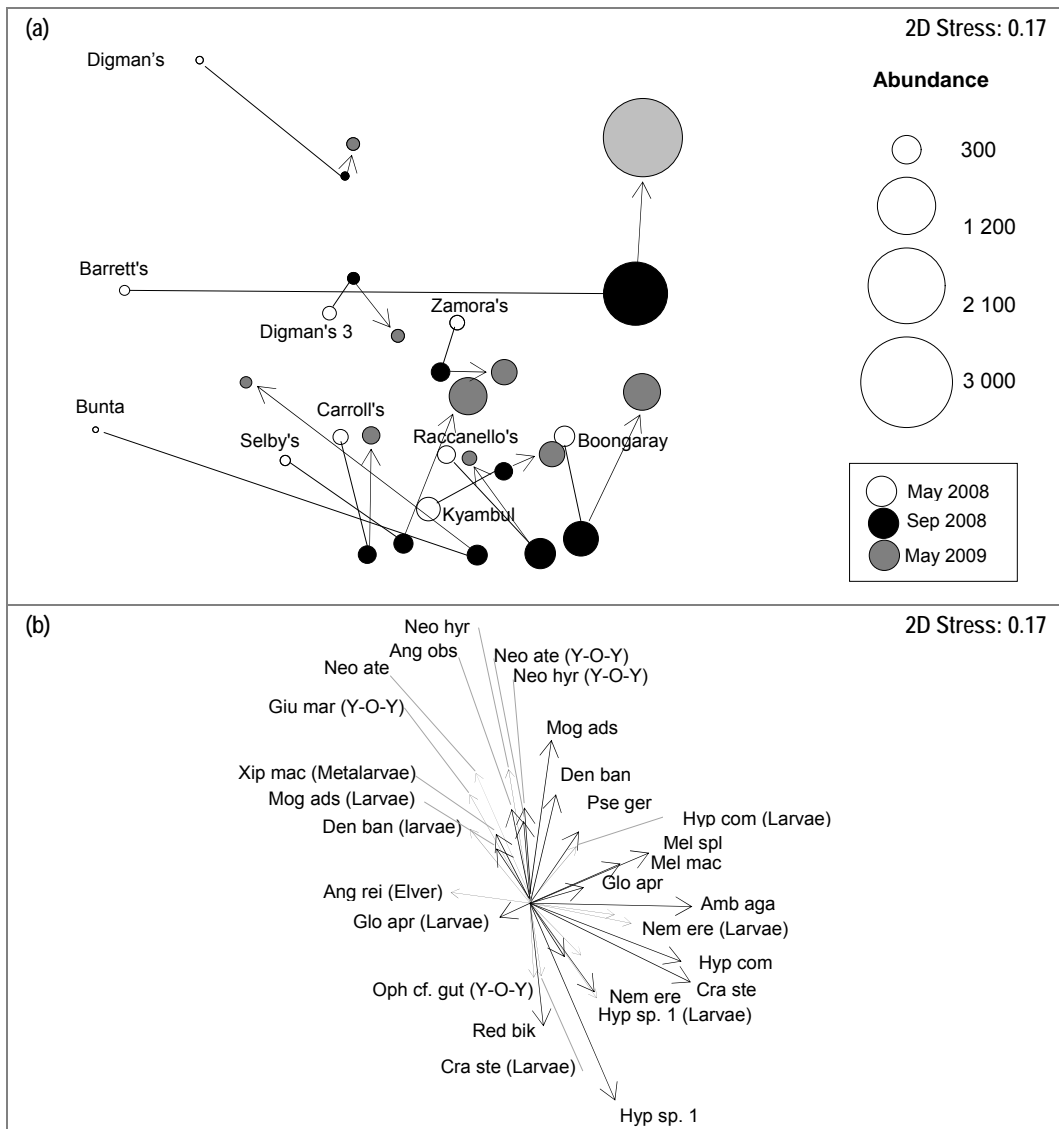 (a)
2D Stress: 0.17
Digman's
Abundance
300
1 200
2 100
3 000
Barrett's
Zamora's
Digman's 3
Bunta
Carroll's
Selby's
Raccanello's
Boongaray
Kyambul
May 2008
Sep 2008
May 2009
(b)
2D Stress: 0.17
Neo hyr
Ang obs
Neo ate (Y-O-Y)
Neo ate
Neo hyr (Y-O-Y)
Giu mar (Y-O-Y)
Mog ads
Xip mac (Metalarvae)
Den ban
Mog ads (Larvae)
Pse ger
Den ban (larvae)
Hyp com (Larvae)
Mel spl
Mel mac
Glo apr
Ang rei (Elver)
Amb aga
Glo apr (Larvae)
Nem ere (Larvae)
Hyp com
Oph cf. gut (Y-O-Y)
Cra ste
Nem ere
Hyp sp. 1 (Larvae)
Red bik
Cra ste (Larvae)
Hyp sp. 1